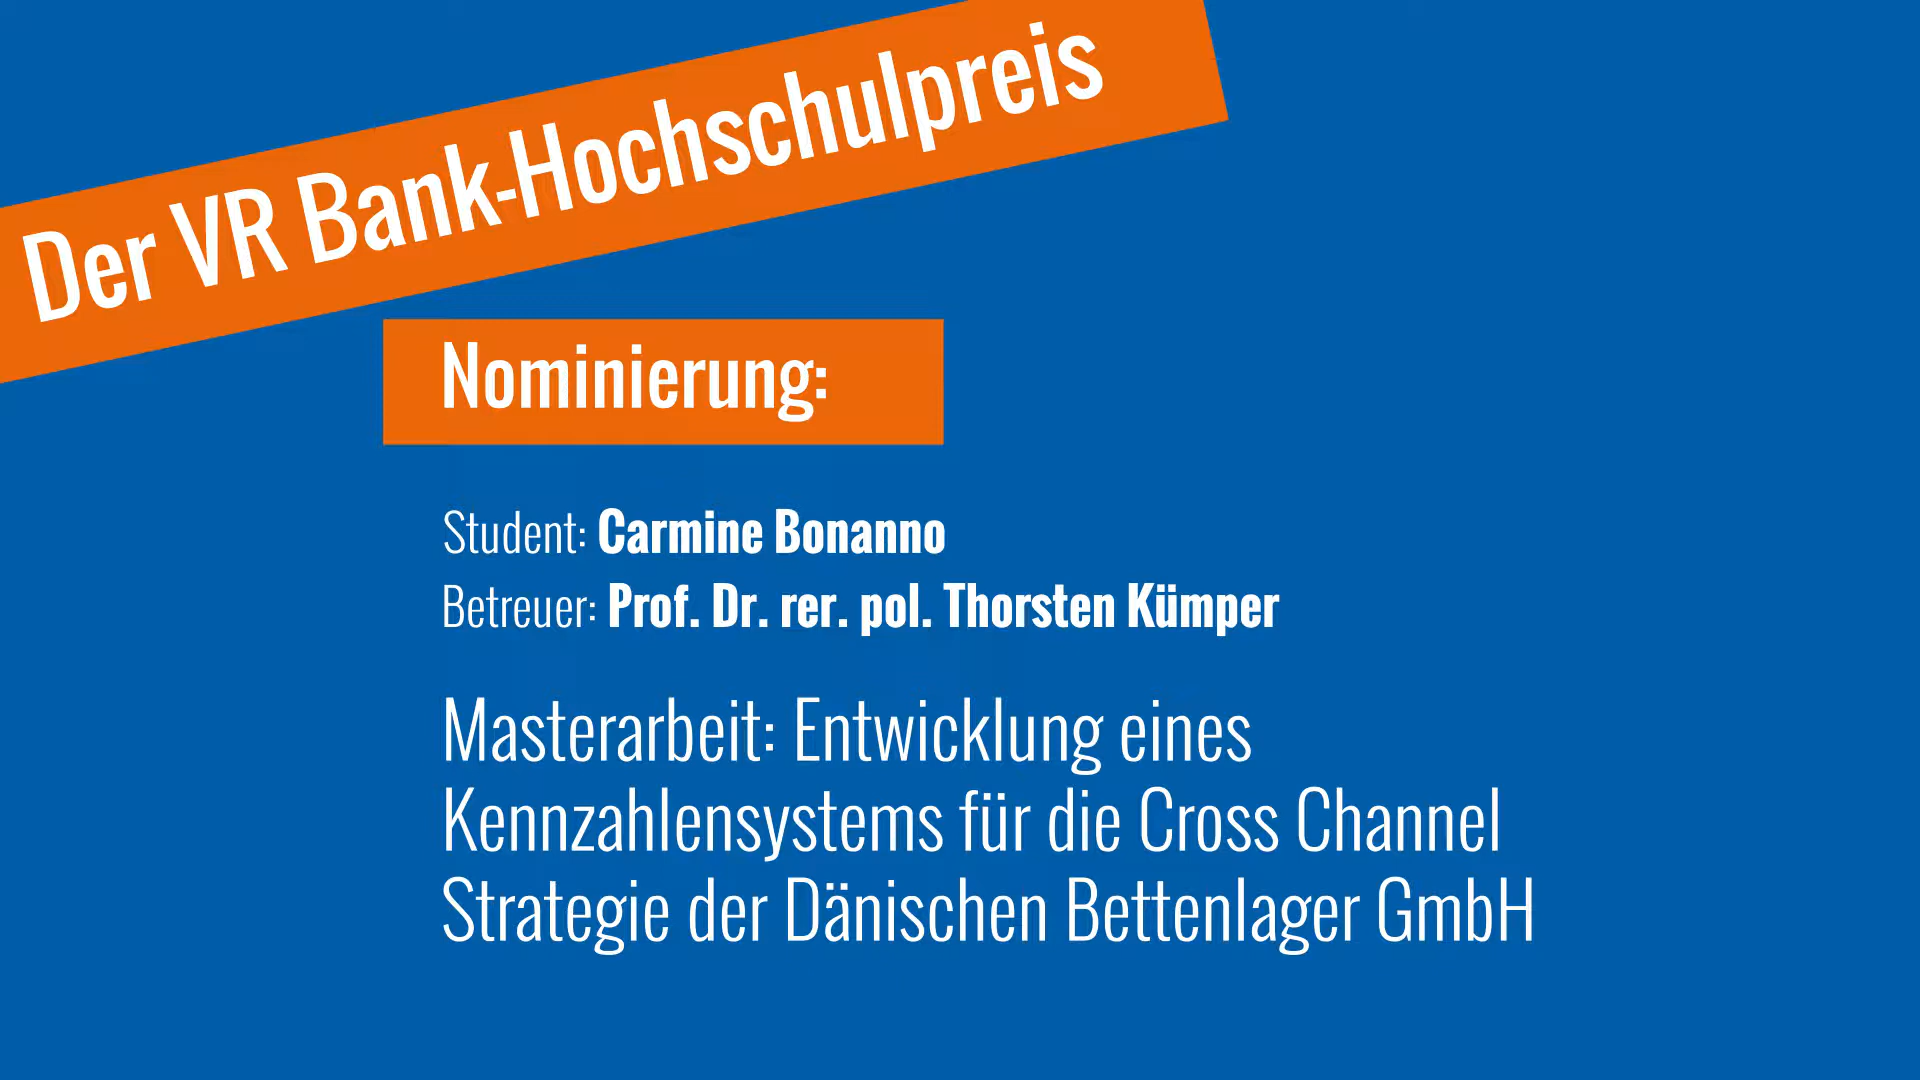 Der VR Bank-Hochschulpreis
Nominierung:
Student: Carmine Bonanno
Betreuer: Prof. Dr. rer. pol. Thorsten Kümper
Masterarbeit: Entwicklung eines
Kennzahlensystems für die Cross Channel
Strategie der Dänischen Bettenlager GmbH